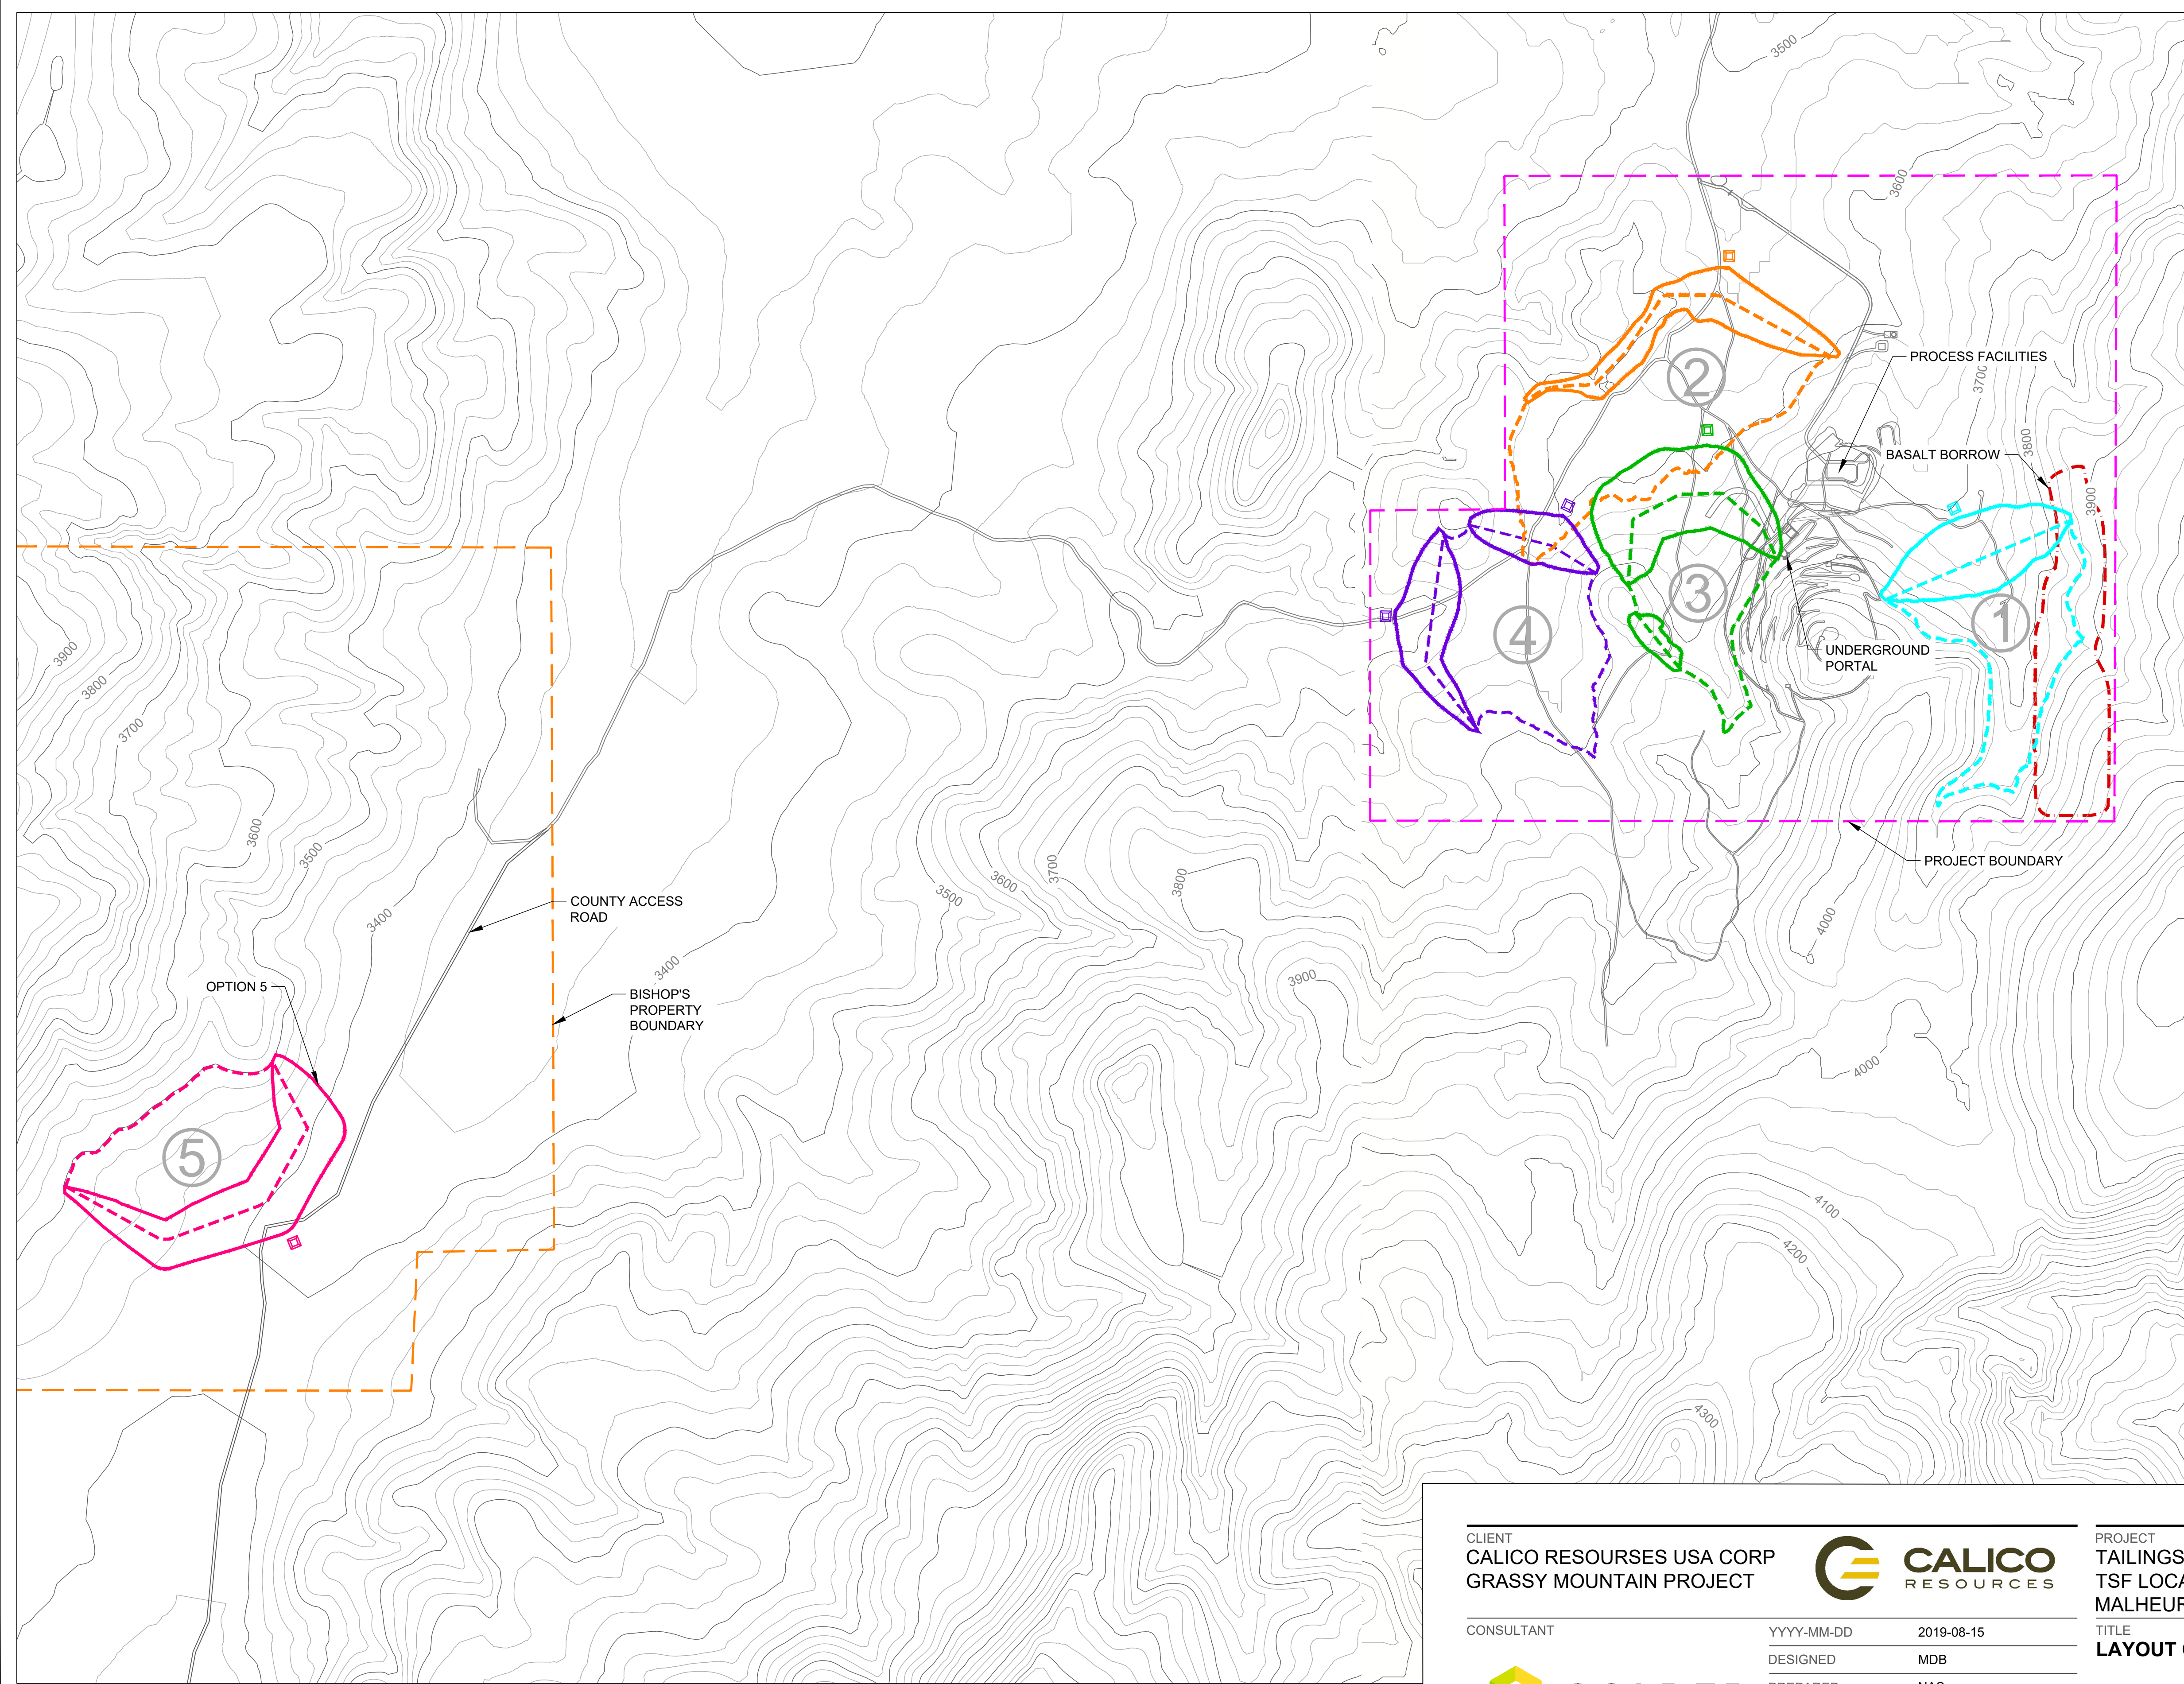 3500
3600
PROCESS FACILITIES
3700
2
BASALT BORROW
3800
3900
3
1
4
UNDERGROUND
PORTAL
3900
3800
3700
3600
3500
3400
COUNTY ACCESS
ROAD
3500
3600
3700
3800
PROJECT BOUNDARY
4000
3400
3900
OPTION 5
BISHOP'S
PROPERTY
BOUNDARY
4000
5
4100
4200
4300
CLIENT
CALICO RESOURSES USA CORP
GRASSY MOUNTAIN PROJECT
CALICO
RESOURCES
PROJECT
TAILINGS
TSF LOCA
MALHEUR
CONSULTANT
YYYY-MM-DD 2019-08-15
DESIGNED MDB
TITLE
LAYOUT